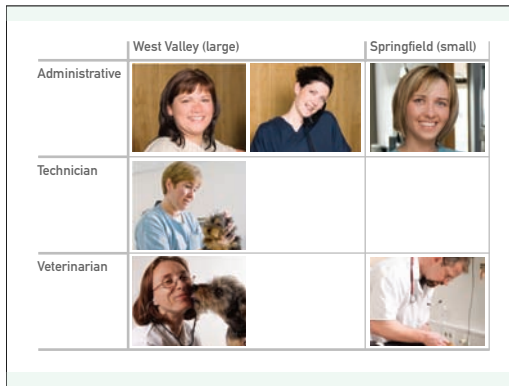 West Valley (large) Springfield (small)
Administrative
Technician
Veterinarian